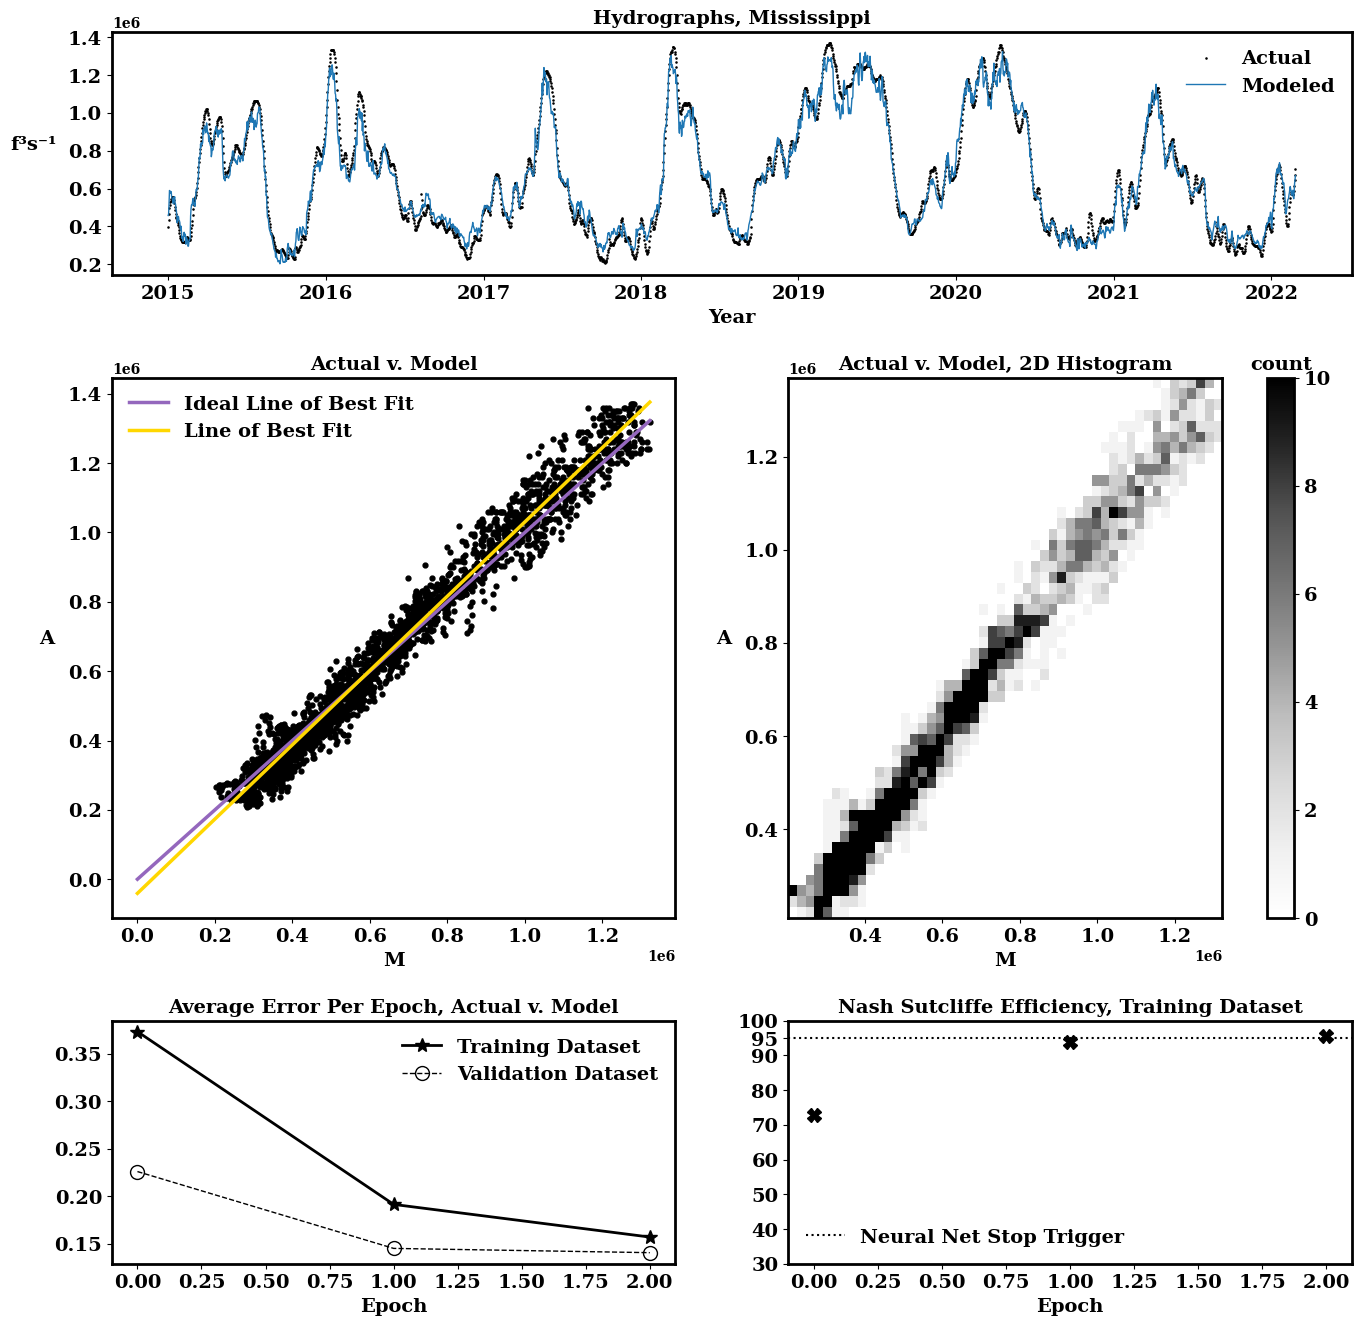 Hydrographs, Mississippi
1e6
1.4
1.2
1.0
0.8
0.6
0.4
0.2
f³s⁻¹
Actual
Modeled
2015 2016 2017 2018 2019 2020 2021 2022
Year
Actual v. Model
1e6
1.4
1.2
1.0
0.8
0.6
0.4
0.2
0.0
A
Ideal Line of Best Fit
Line of Best Fit
0.0 0.2 0.4 0.6 0.8 1.0 1.2
M
1e6
Actual v. Model, 2D Histogram
1e6
1.2
1.0
0.8
0.6
0.4
A
0.4 0.6 0.8 1.0 1.2
M
1e6
count
10
8
6
4
2
0
Average Error Per Epoch, Actual v. Model
0.35
0.30
0.25
0.20
0.15
Training Dataset
Validation Dataset
0.00 0.25 0.50 0.75 1.00 1.25 1.50 1.75 2.00
Epoch
Nash Sutcliffe Efficiency, Training Dataset
100
95
90
80
70
60
50
40
30
Neural Net Stop Trigger
0.00 0.25 0.50 0.75 1.00 1.25 1.50 1.75 2.00
Epoch